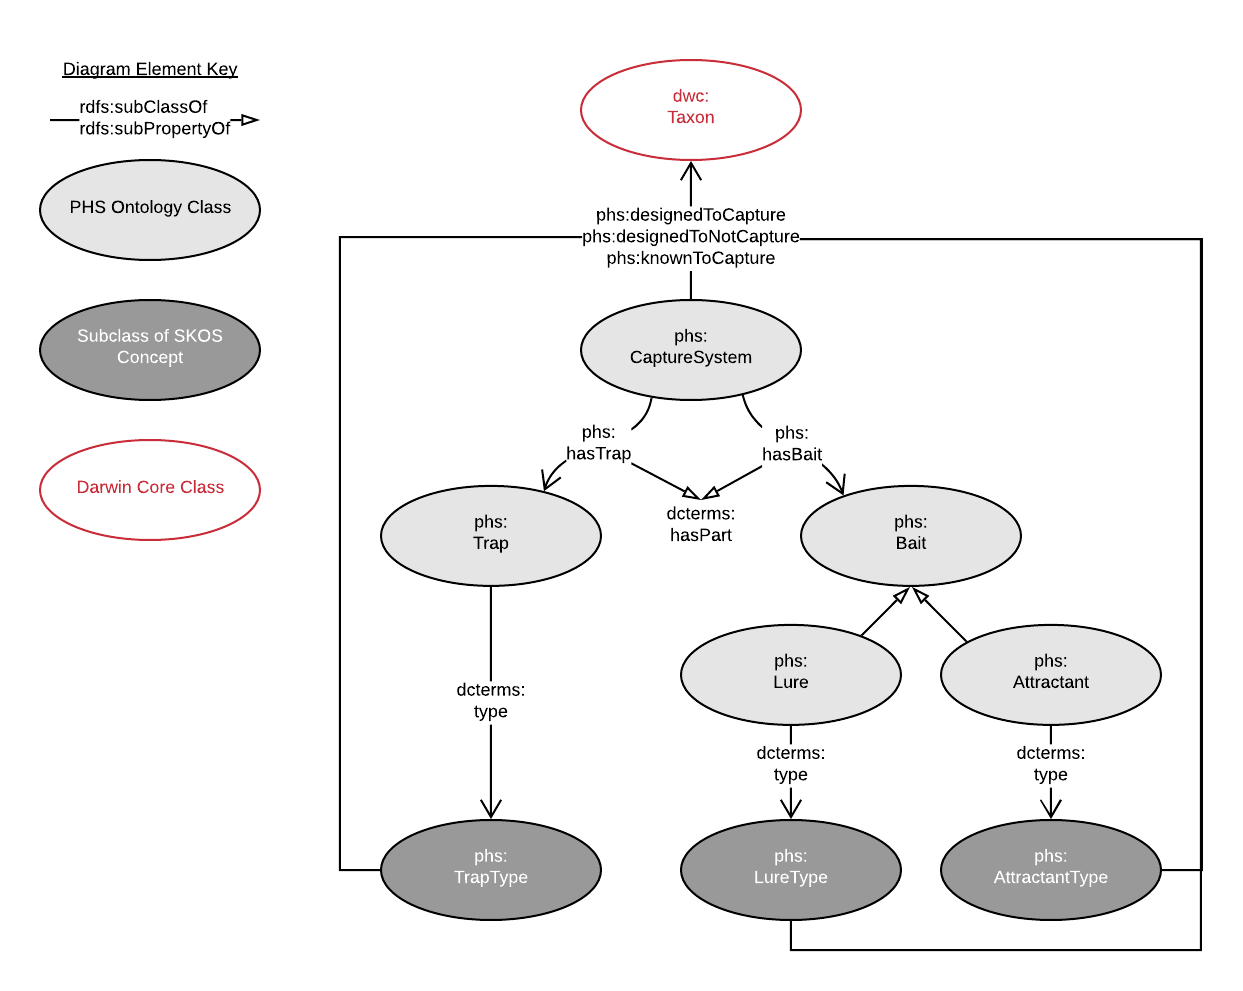 Diagram Element Key
rdfs:subClassOf
rdfs:subPropertyOf
PHS Ontology Class
Subclass of SKOS
Concept
Darwin Core Class
dwc:
Taxon
phs:designedToCapture
phs:designedToNotCapture
phs:knownToCapture
phs:
CaptureSystem
phs:
hasTrap
phs:
hasBait
dcterms:
hasPart
phs:
Trap
phs:
Bait
phs:
Lure
phs:
Attractant
dcterms:
type
dcterms:
type
dcterms:
type
phs:
TrapType
phs:
LureType
phs:
AttractantType